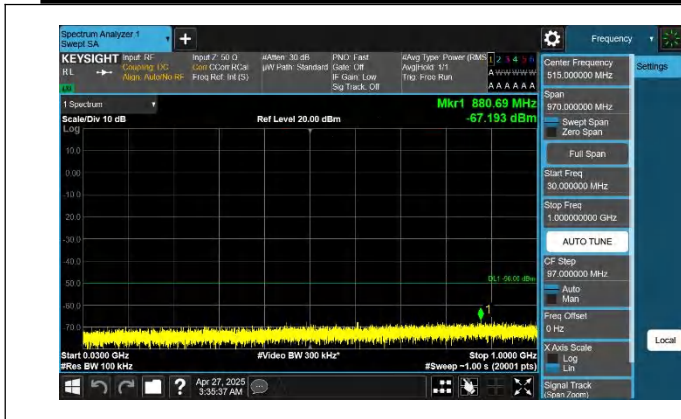 Spectrum Analyzer 1
Swept SA
+
Frequency
KEYSIGHT
RL
Input: RF
Coupling: DC
Align: Auto/No RF
Input Z: 50 Ω
Corr CCorr RCal
Freq Ref: Int (S)
#Atten: 30 dB
µW Path: Standard
PNO: Fast
Gate: Off
IF Gain: Low
Sig Track: Off
#Avg Type: Power (RMS
Avg|Hold: 1/1
Trig: Free Run
1 2 3 4 5 6
A W W W W W
A A A A A A
LXI
1 Spectrum
Scale/Div 10 dB
Log
Ref Level 20.00 dBm
Mkr1 880.69 MHz
-67.193 dBm
10.0
0.00
-10.0
-20.0
-30.0
-40.0
-50.0
-60.0
-70.0
DL1 -56.00 dBm
1
Start 0.0300 GHz
#Res BW 100 kHz
#Video BW 300 kHz*
Stop 1.0000 GHz
#Sweep ~1.00 s (20001 pts)
Center Frequency
515.000000 MHz
Span
970.000000 MHz
Swept Span
Zero Span
Full Span
Start Freq
30.000000 MHz
Stop Freq
1.000000000 GHz
AUTO TUNE
CF Step
97.000000 MHz
Auto
Man
Freq Offset
0 Hz
X Axis Scale
Log
Lin
Signal Track
(Span Zoom)
Settings
Local
?
Apr 27, 2025
3:35:37 AM